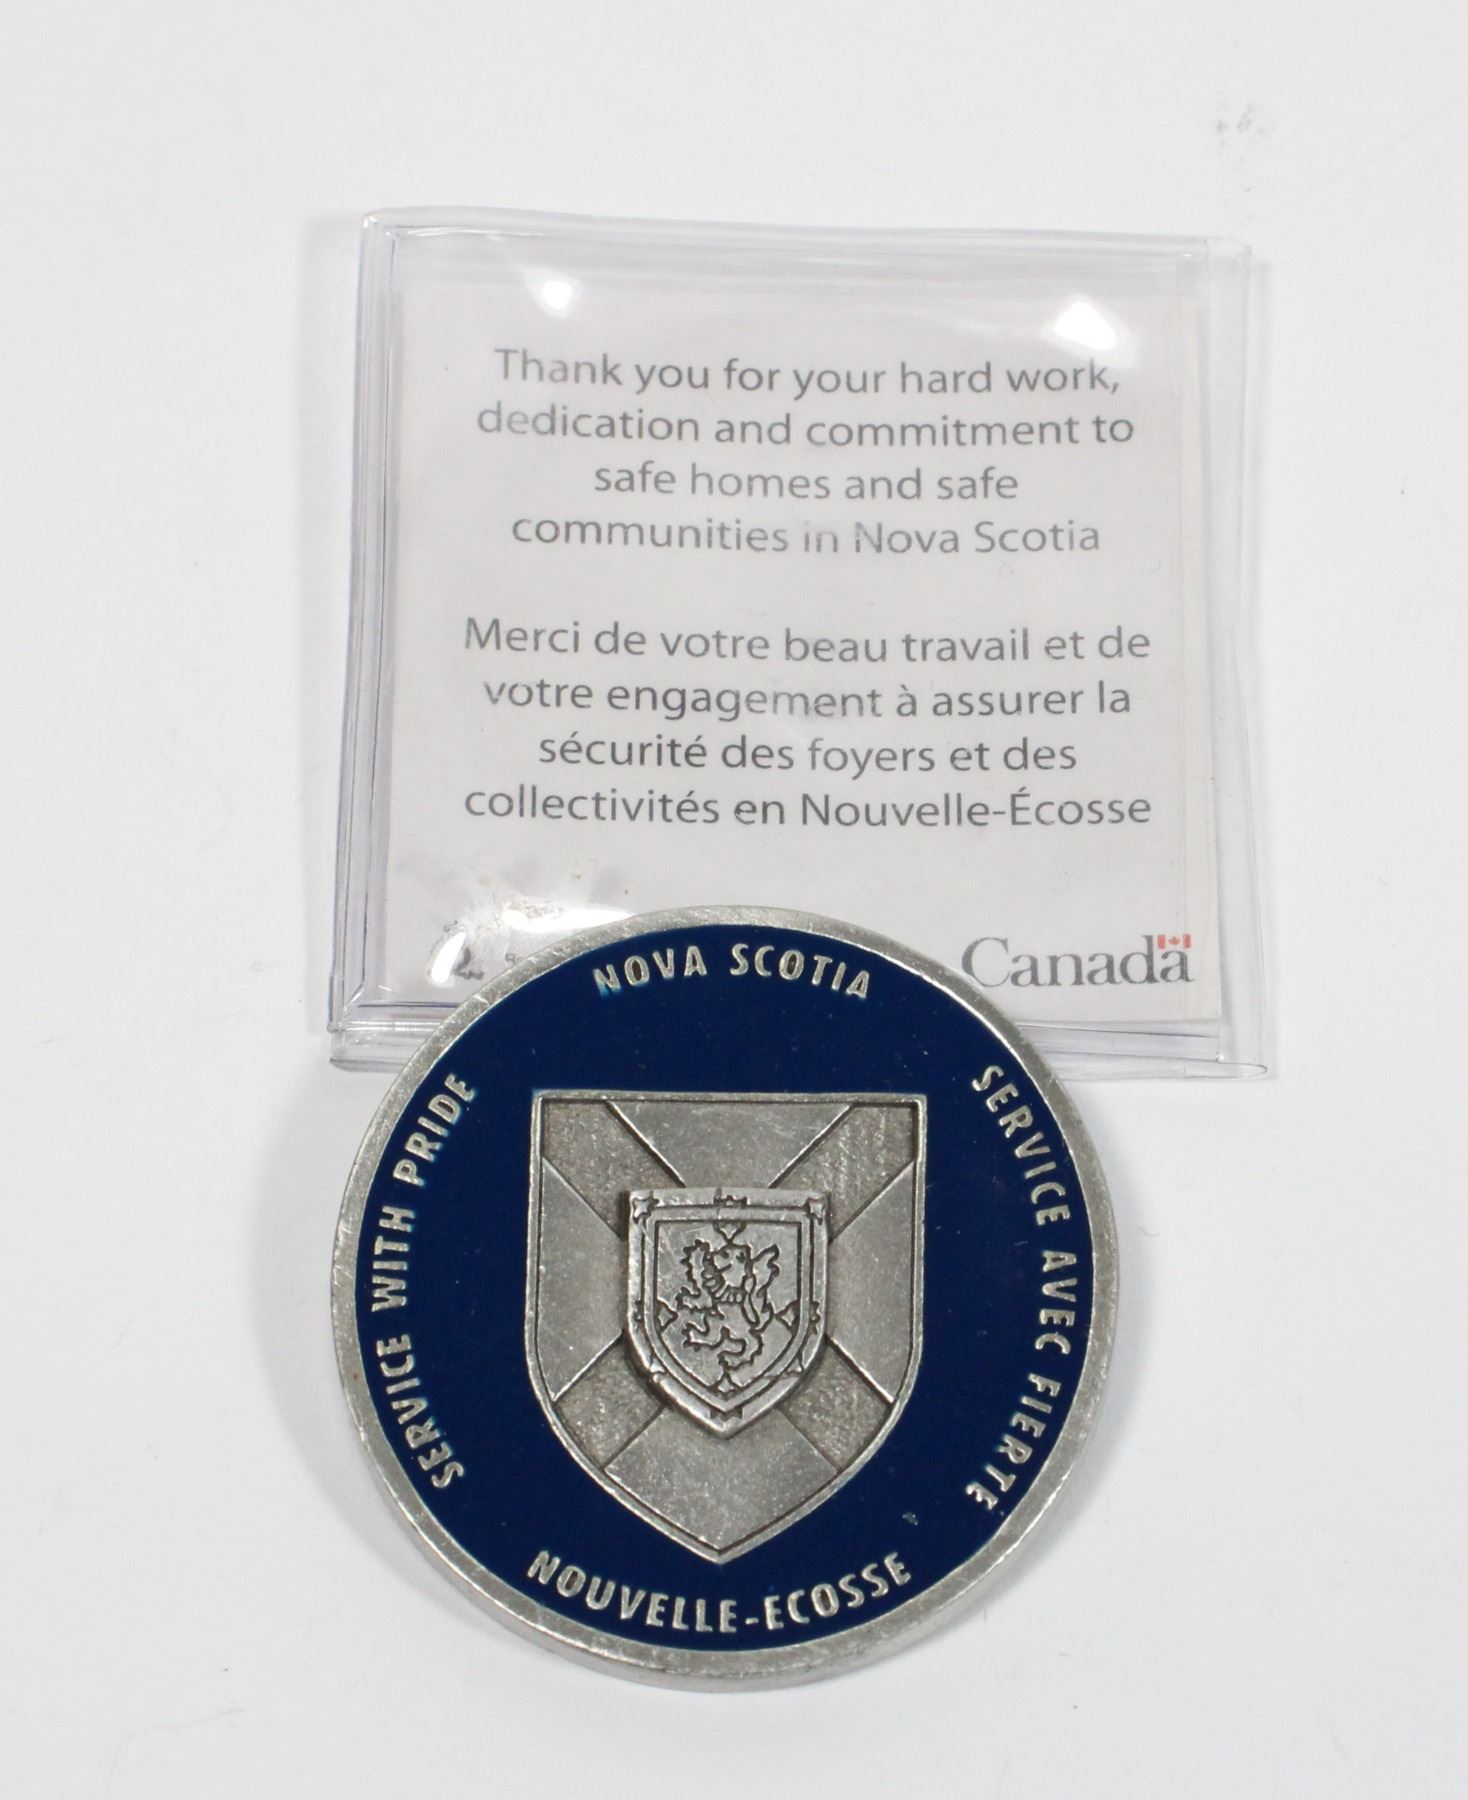 Thank you for your hard work,
dedication and commitment to
safe homes and safe
communities in Nova Scotia
Merci de votre beau travail et de
votre engagement à assurer la
sécurité des foyers et des
collectivités en Nouvelle-Écosse
Canada
NOVA SCOTIA
SERVICE WITH PRIDE
SERVICE AVEC FIERTE
NOUVELLE-ECOSSE